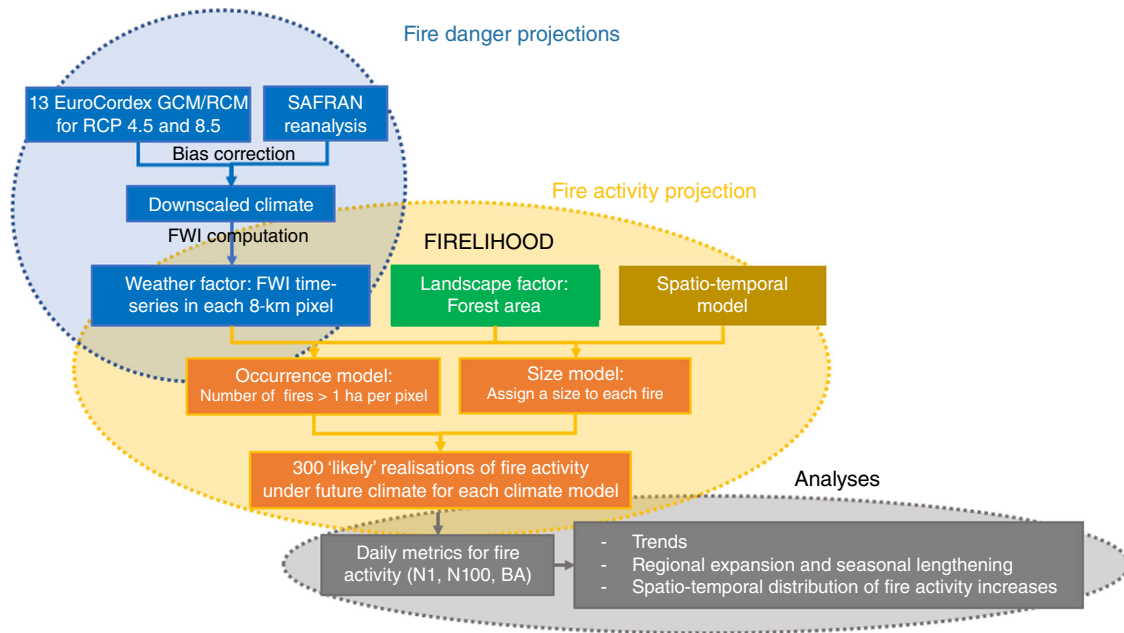 Fire danger projections
13 EuroCordex GCM/RCM
for RCP 4.5 and 8.5
SAFRAN
reanalysis
Bias correction
Downscaled climate
Fire activity projection
FWI computation
FIRELIHOOD
Weather factor: FWI time-
series in each 8-km pixel
Landscape factor:
Forest area
Spatio-temporal
model
Occurrence model:
Number of fires > 1 ha per pixel
Size model:
Assign a size to each fire
300 ‘likely’ realisations of fire activity
under future climate for each climate model
Analyses
Daily metrics for fire
activity (N1, N100, BA)
- Trends
- Regional expansion and seasonal lengthening
- Spatio-temporal distribution of fire activity increases